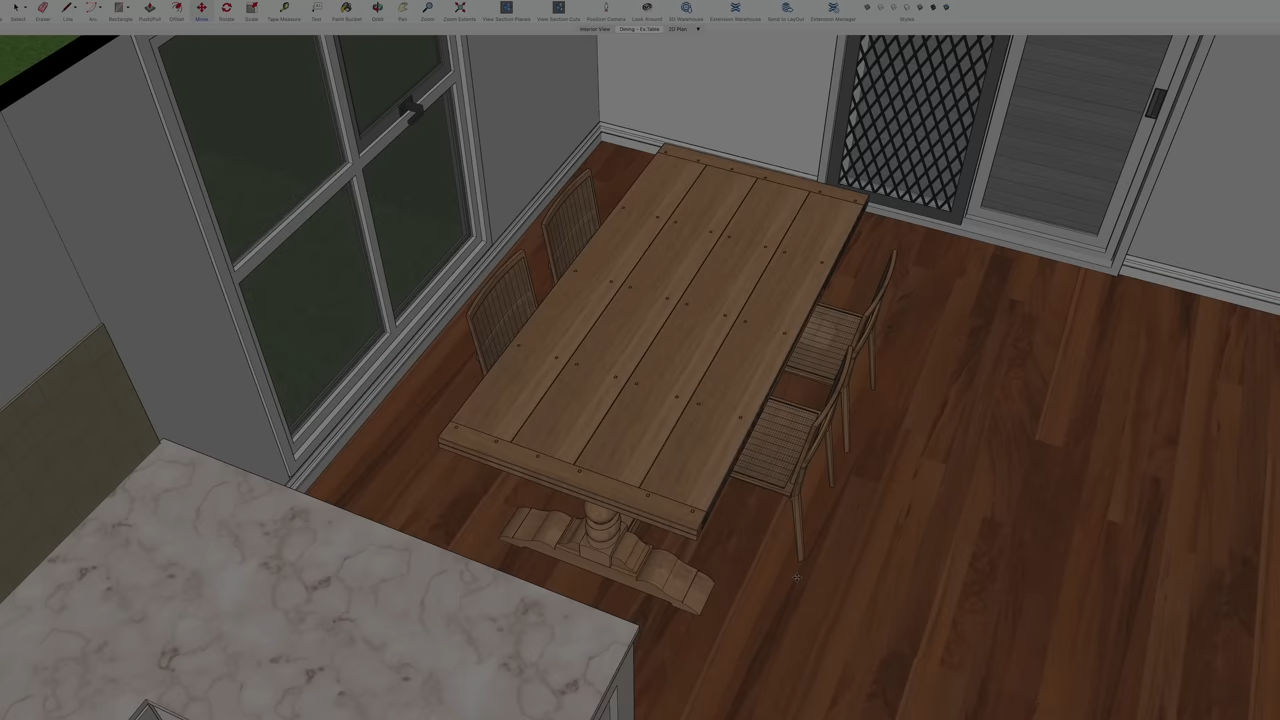 Select Eraser Line Arc Rectangle Push/Pull Offset Move Rotate Scale Tape Measure Text Paint Bucket Orbit Pan Zoom Zoom Extents View Section Planes View Section Cuts Position Camera Look Around 3D Warehouse Extension Warehouse Send to LayOut Extension Manager Styles
Interior View Dining - Ex.Table 2D Plan